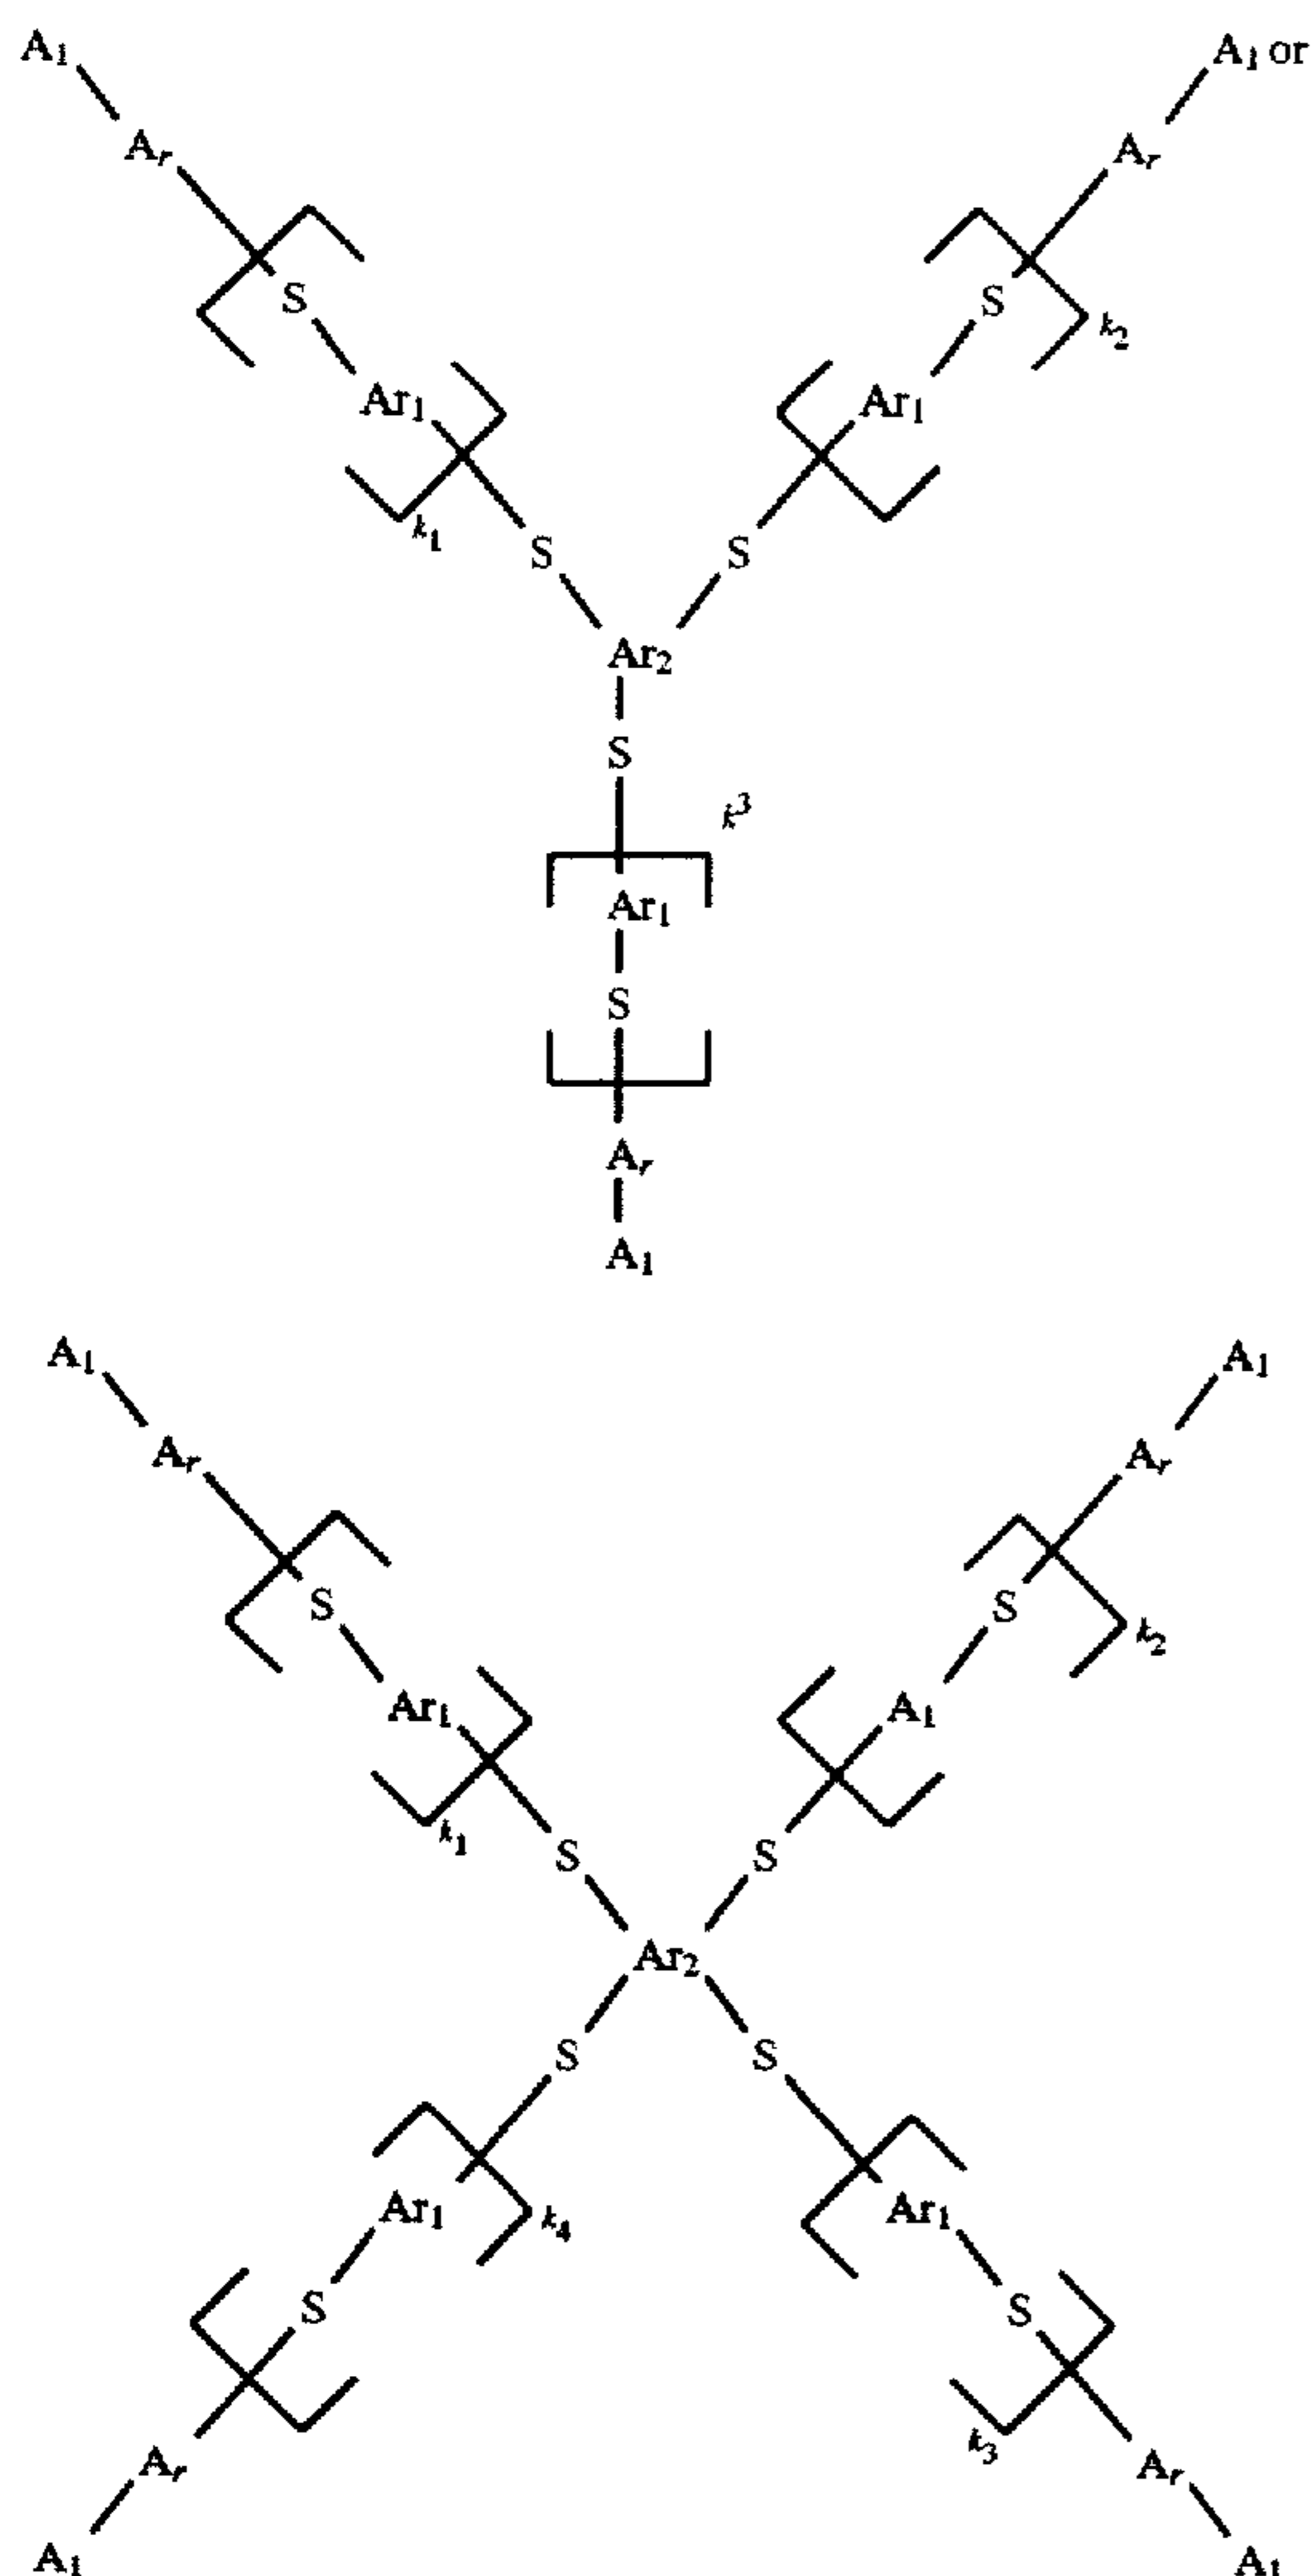 A₁ A₁ or
Aᵣ Aᵣ
S S
k₂
Ar₁ Ar₁
k₁
S S
Ar₂
S
k³
Ar₁
S
Aᵣ
A₁
A₁ A₁
Aᵣ Aᵣ
S S
k₂
Ar₁ A₁
k₁
S S
Ar₂
S S
Ar₁ k₄ Ar₁
S S
k₃
Aᵣ Aᵣ
A₁ A₁